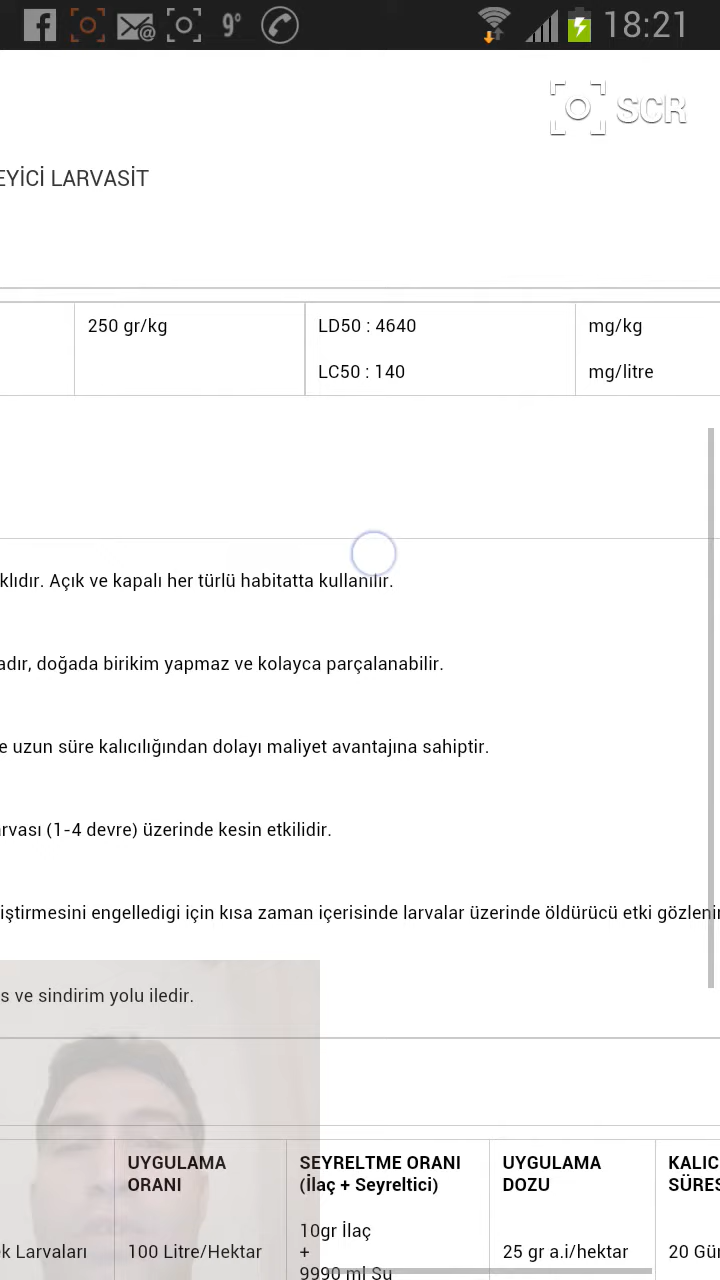 9°
18:21
SCR
EYİCİ LARVASİT
250 gr/kg
LD50 : 4640
mg/kg
LC50 : 140
mg/litre
klıdır. Açık ve kapalı her türlü habitatta kullanılır.
adır, doğada birikim yapmaz ve kolayca parçalanabilir.
e uzun süre kalıcılığından dolayı maliyet avantajına sahiptir.
arvası (1-4 devre) üzerinde kesin etkilidir.
iştirmesini engelledigi için kısa zaman içerisinde larvalar üzerinde öldürücü etki gözlenir
s ve sindirim yolu iledir.
UYGULAMA
ORANI
SEYRELTME ORANI
(İlaç + Seyreltici)
UYGULAMA
DOZU
KALIC
SÜRES
k Larvaları
100 Litre/Hektar
10gr İlaç
+
9990 ml Su
25 gr a.i/hektar
20 Gü